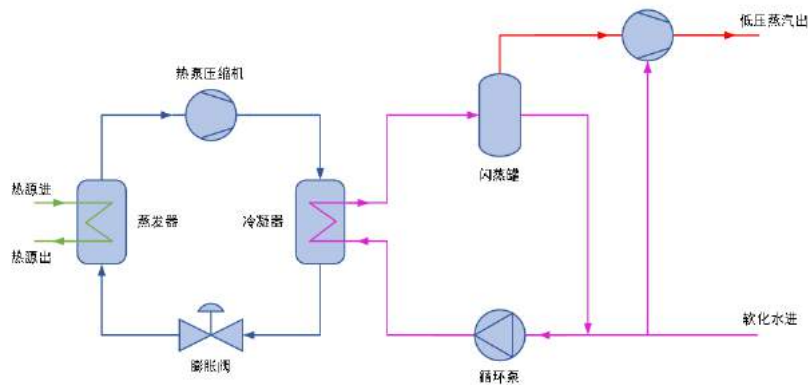 低压蒸汽出
热泵压缩机
闪蒸罐
热源进
蒸发器
冷凝器
热源出
软化水进
膨胀阀
循环泵